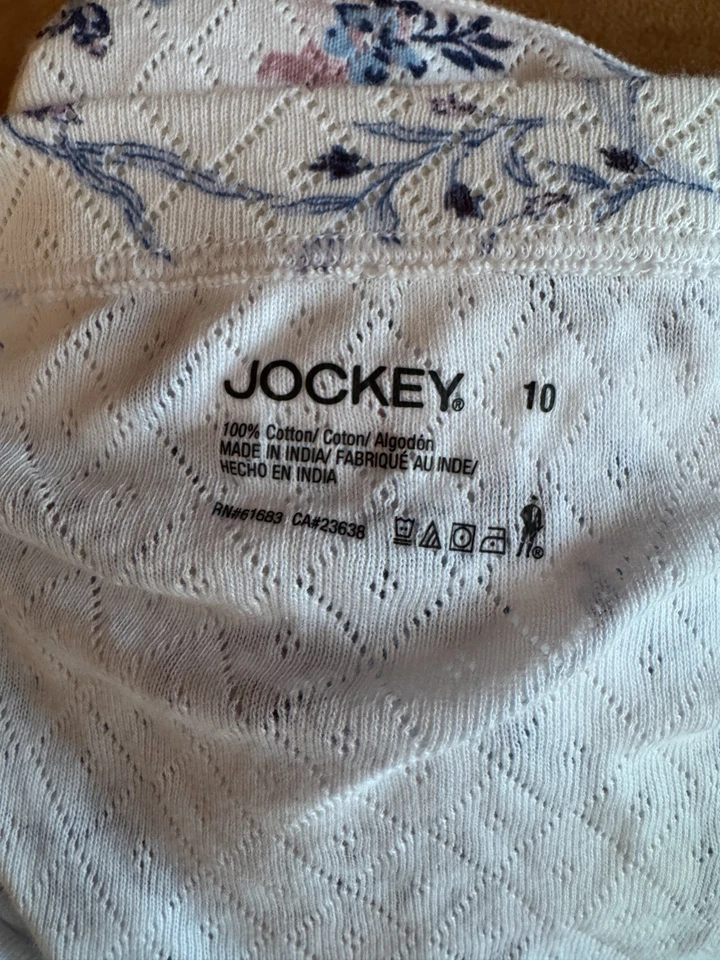 JOCKEY® 10
100% Cotton/ Coton/ Algodón
MADE IN INDIA/ FABRIQUÉ AU INDE/
HECHO EN INDIA
RN#61683 CA#23638 ®